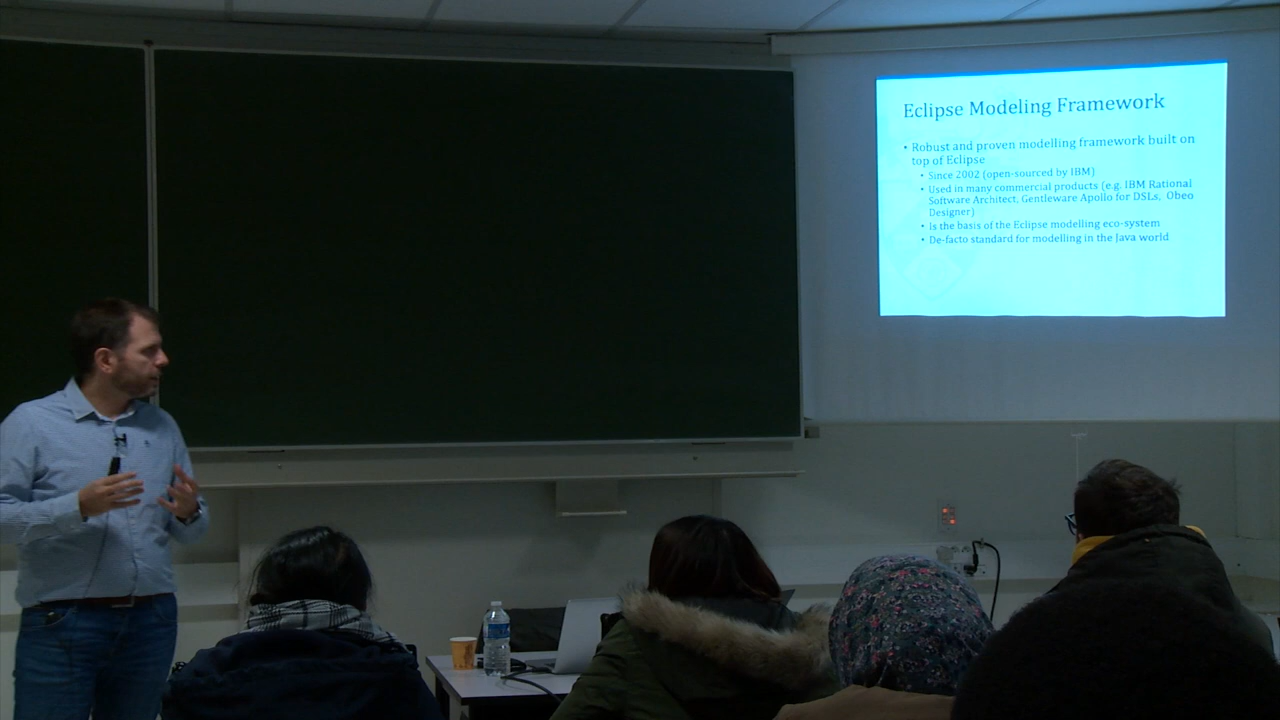 Eclipse Modeling Framework
• Robust and proven modelling framework built on
top of Eclipse
• Since 2002 (open-sourced by IBM)
• Used in many commercial products (e.g. IBM Rational
Software Architect, Gentleware Apollo for DSLs, Obeo
Designer)
• Is the basis of the Eclipse modelling eco-system
• De-facto standard for modelling in the Java world